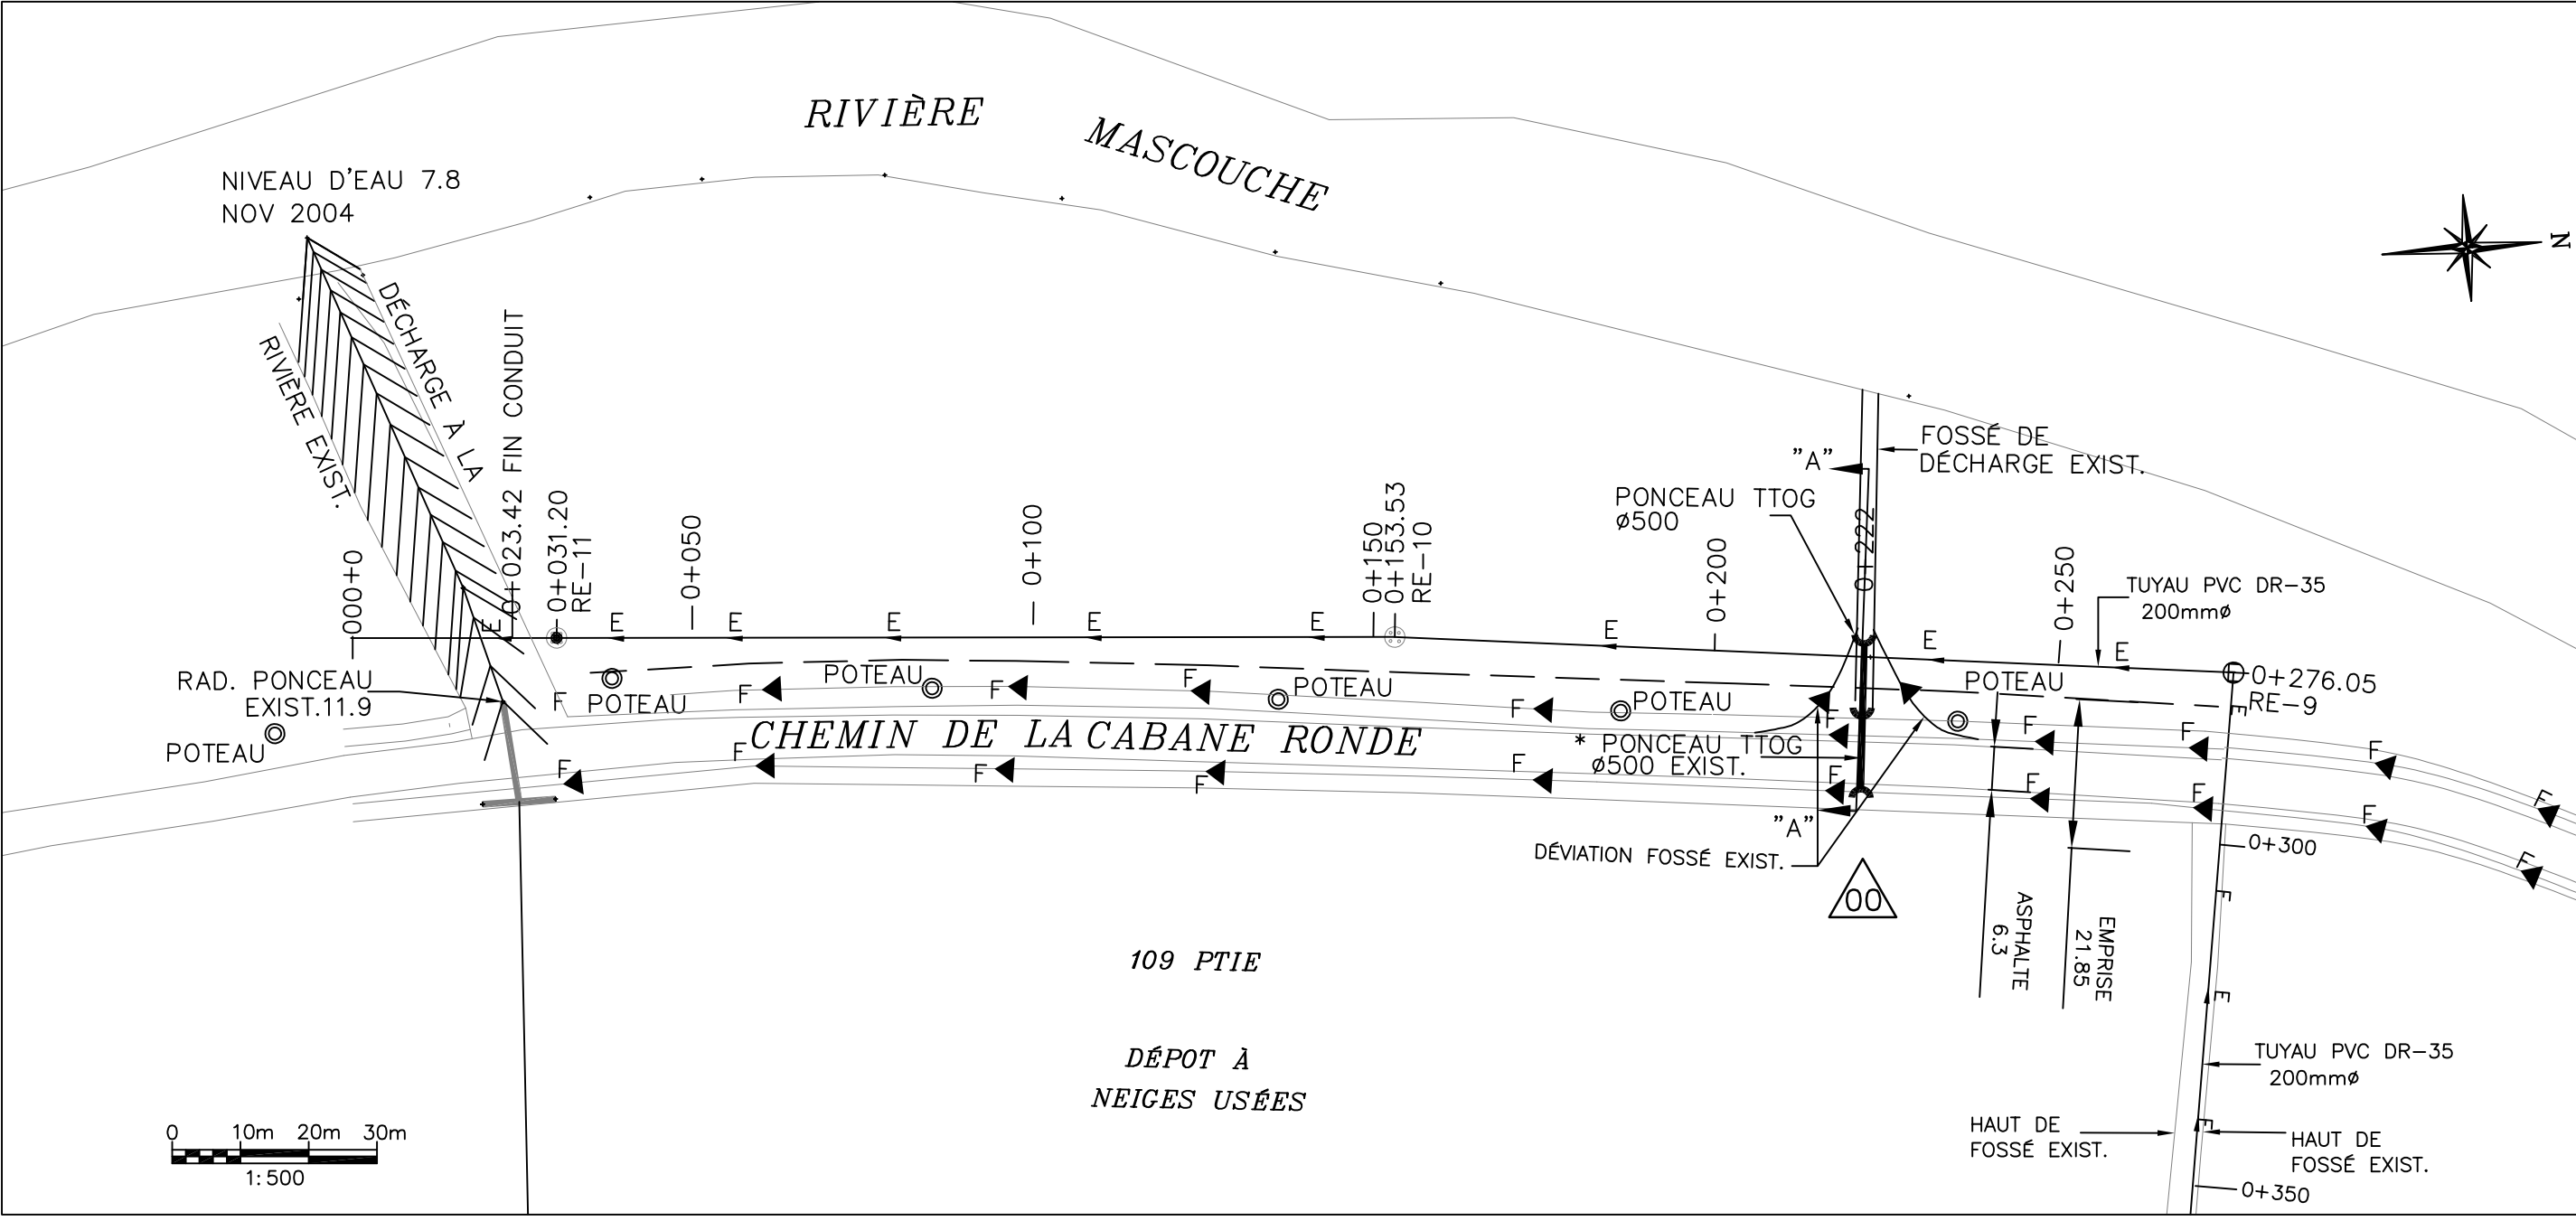 RIVIÈRE
MASCOUCHE
NIVEAU D'EAU 7.8
NOV 2004
N
DÉCHARGE À LA
RIVIÈRE EXIST.
0+000
0+023.42 FIN CONDUIT
0+031.20
RE-11
0+050
0+100
0+150
0+153.53
RE-10
0+200
0+222
0+250
"A"
FOSSÉ DE
DÉCHARGE EXIST.
PONCEAU TTOG
ø500
TUYAU PVC DR-35
200mmø
E
E
E
E
E
E
E
E
E
0+276.05
RE-9
RAD. PONCEAU
EXIST.11.9
POTEAU
POTEAU
POTEAU
POTEAU
POTEAU
POTEAU
F
F
F
F
F
F
F
F
F
F
CHEMIN DE LA CABANE RONDE
* PONCEAU TTOG
ø500 EXIST.
F
F
F
F
F
F
F
F
F
F
F
"A"
DÉVIATION FOSSÉ EXIST.
00
ASPHALTE
6.3
EMPRISE
21.85
0+300
F
F
E
E
F
109 PTIE
DÉPOT À
NEIGES USÉES
TUYAU PVC DR-35
200mmø
HAUT DE
FOSSÉ EXIST.
HAUT DE
FOSSÉ EXIST.
0+350
0 10m 20m 30m
1:500